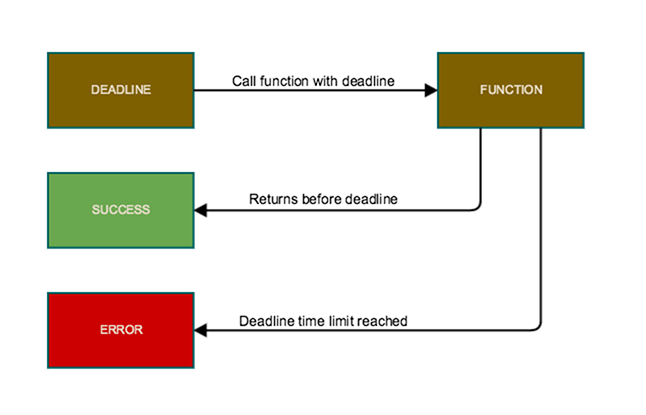 DEADLINE
Call function with deadline
FUNCTION
SUCCESS
Returns before deadline
ERROR
Deadline time limit reached